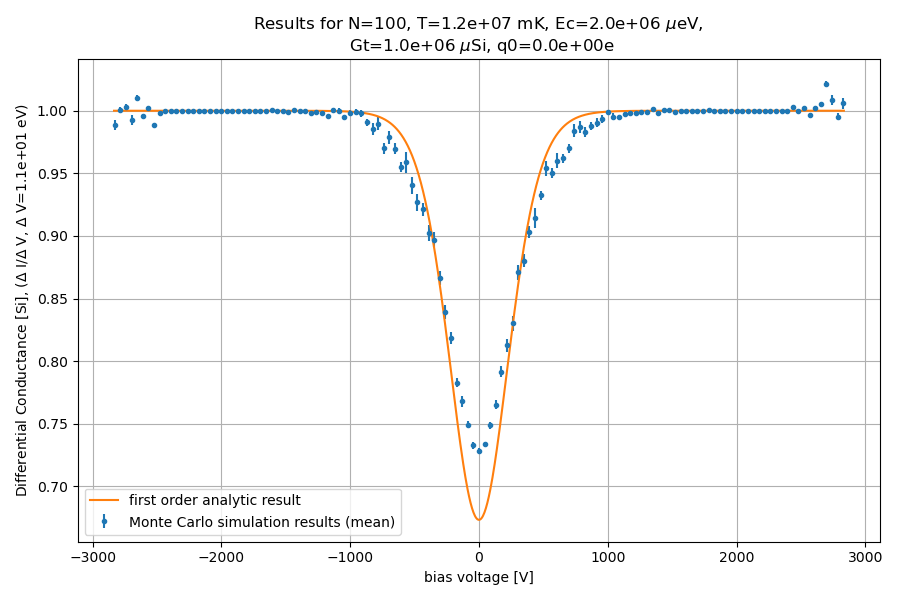 Results for N=100, T=1.2e+07 mK, Ec=2.0e+06 μeV,
Gt=1.0e+06 μSi, q0=0.0e+00e
Differential Conductance [Si], (Δ I/Δ V, Δ V=1.1e+01 eV)
1.00
0.95
0.90
0.85
0.80
0.75
0.70
first order analytic result
Monte Carlo simulation results (mean)
−3000 −2000 −1000 0 1000 2000 3000
bias voltage [V]